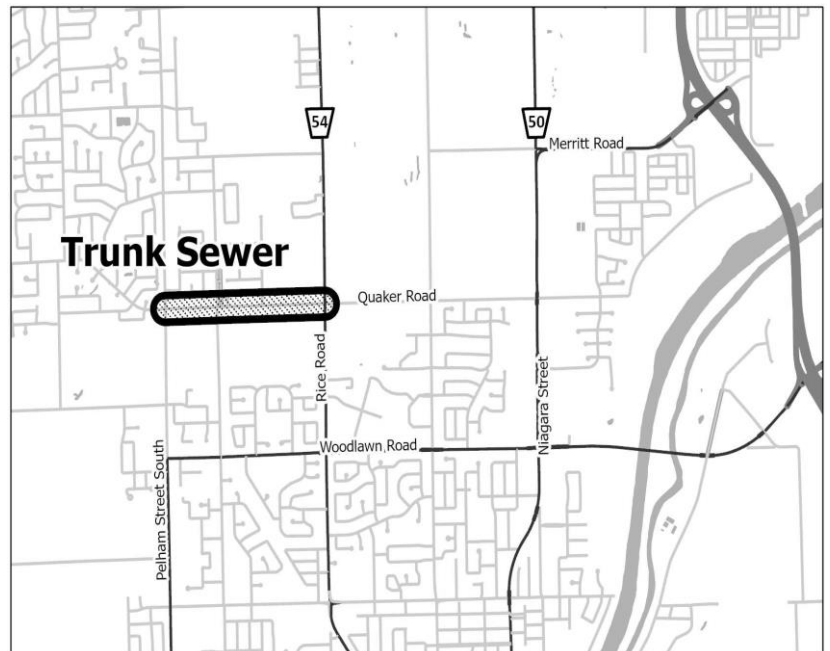 54
50
Merritt Road
Trunk Sewer
Quaker Road
Rice Road
Niagara Street
Woodlawn Road
Pelham Street South